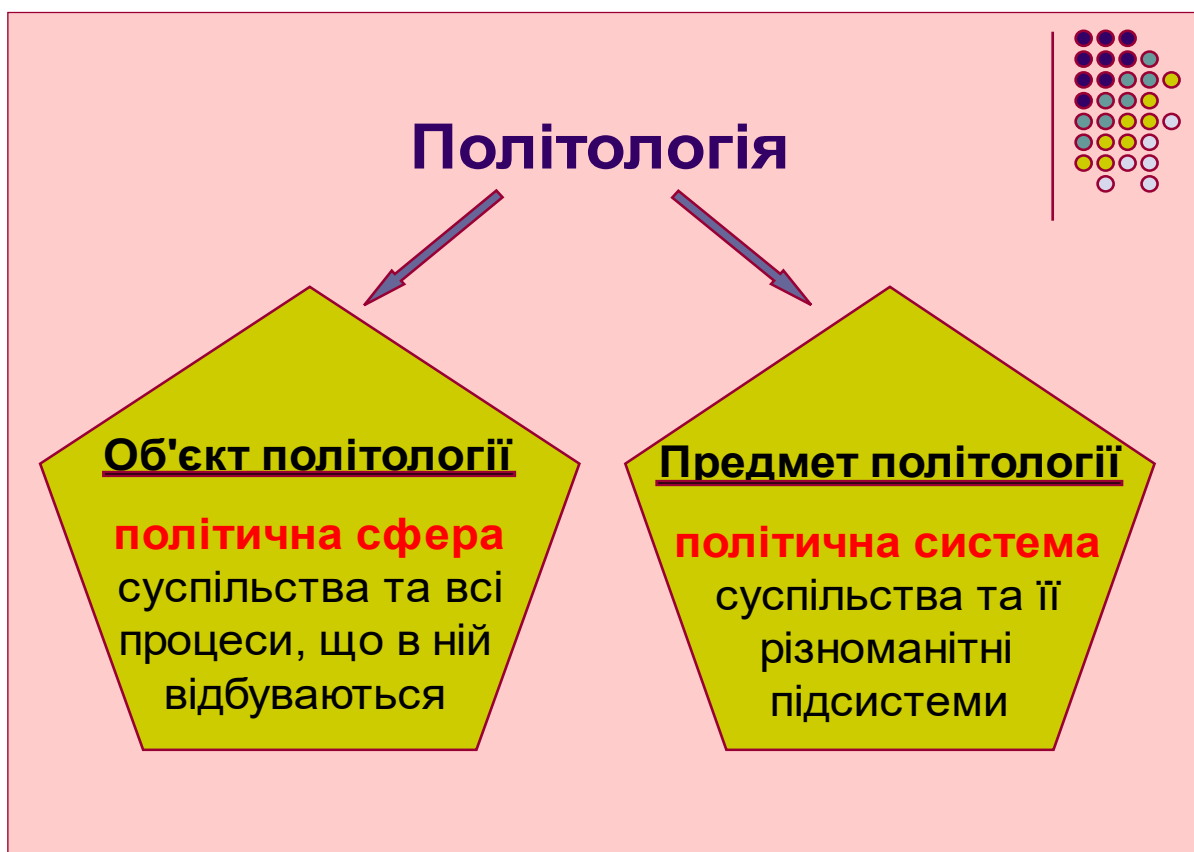 Політологія
Об'єкт політології
політична сфера
суспільства та всі
процеси, що в ній
відбуваються
Предмет політології
політична система
суспільства та її
різноманітні
підсистеми